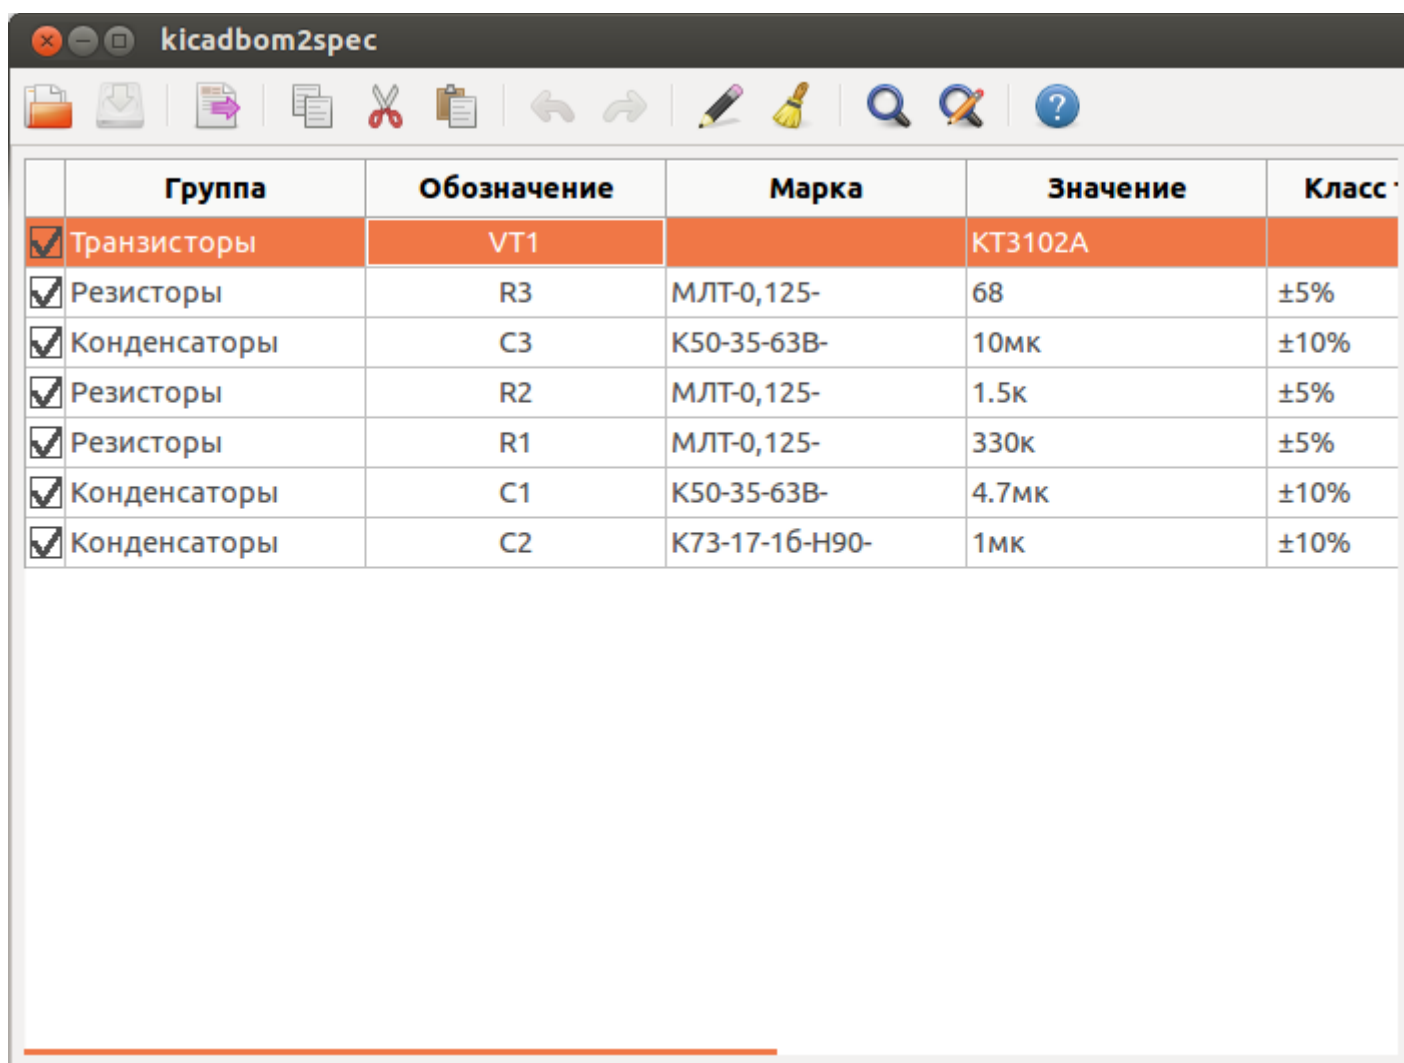 kicadbom2spec
Группа Обозначение Марка Значение Класс
Транзисторы VT1 КТ3102А
Резисторы R3 МЛТ-0,125- 68 ±5%
Конденсаторы C3 К50-35-63В- 10мк ±10%
Резисторы R2 МЛТ-0,125- 1.5к ±5%
Резисторы R1 МЛТ-0,125- 330к ±5%
Конденсаторы C1 К50-35-63В- 4.7мк ±10%
Конденсаторы C2 К73-17-1б-Н90- 1мк ±10%